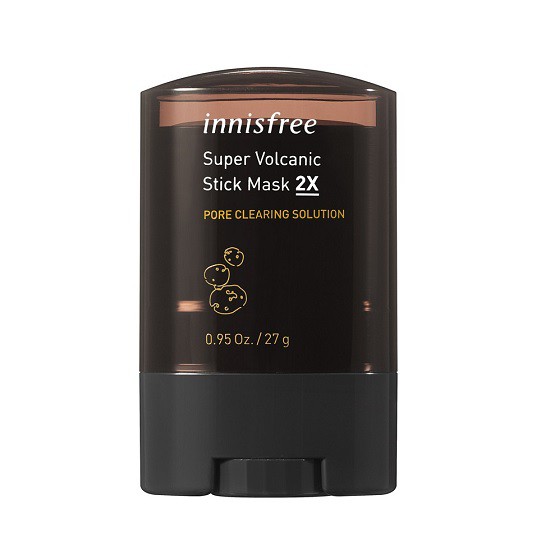 innisfree
Super Volcanic
Stick Mask 2X
PORE CLEARING SOLUTION
0.95 Oz. / 27 g